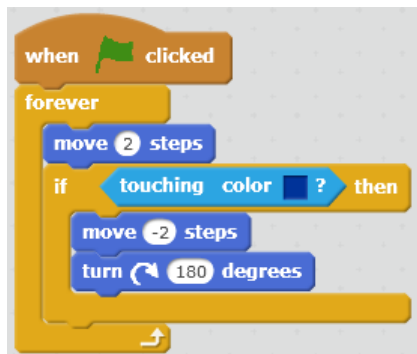 when clicked
forever
move 2 steps
if touching color ? then
move -2 steps
turn 180 degrees